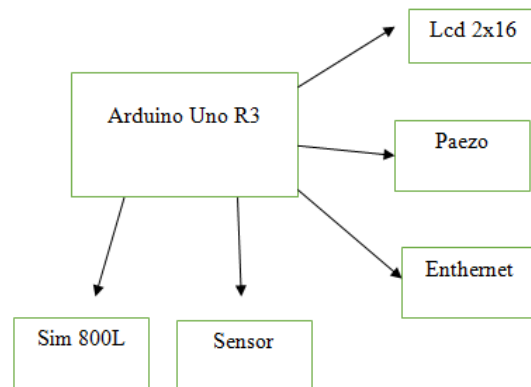 Lcd 2x16
Arduino Uno R3
Paezo
Enthernet
Sim 800L
Sensor